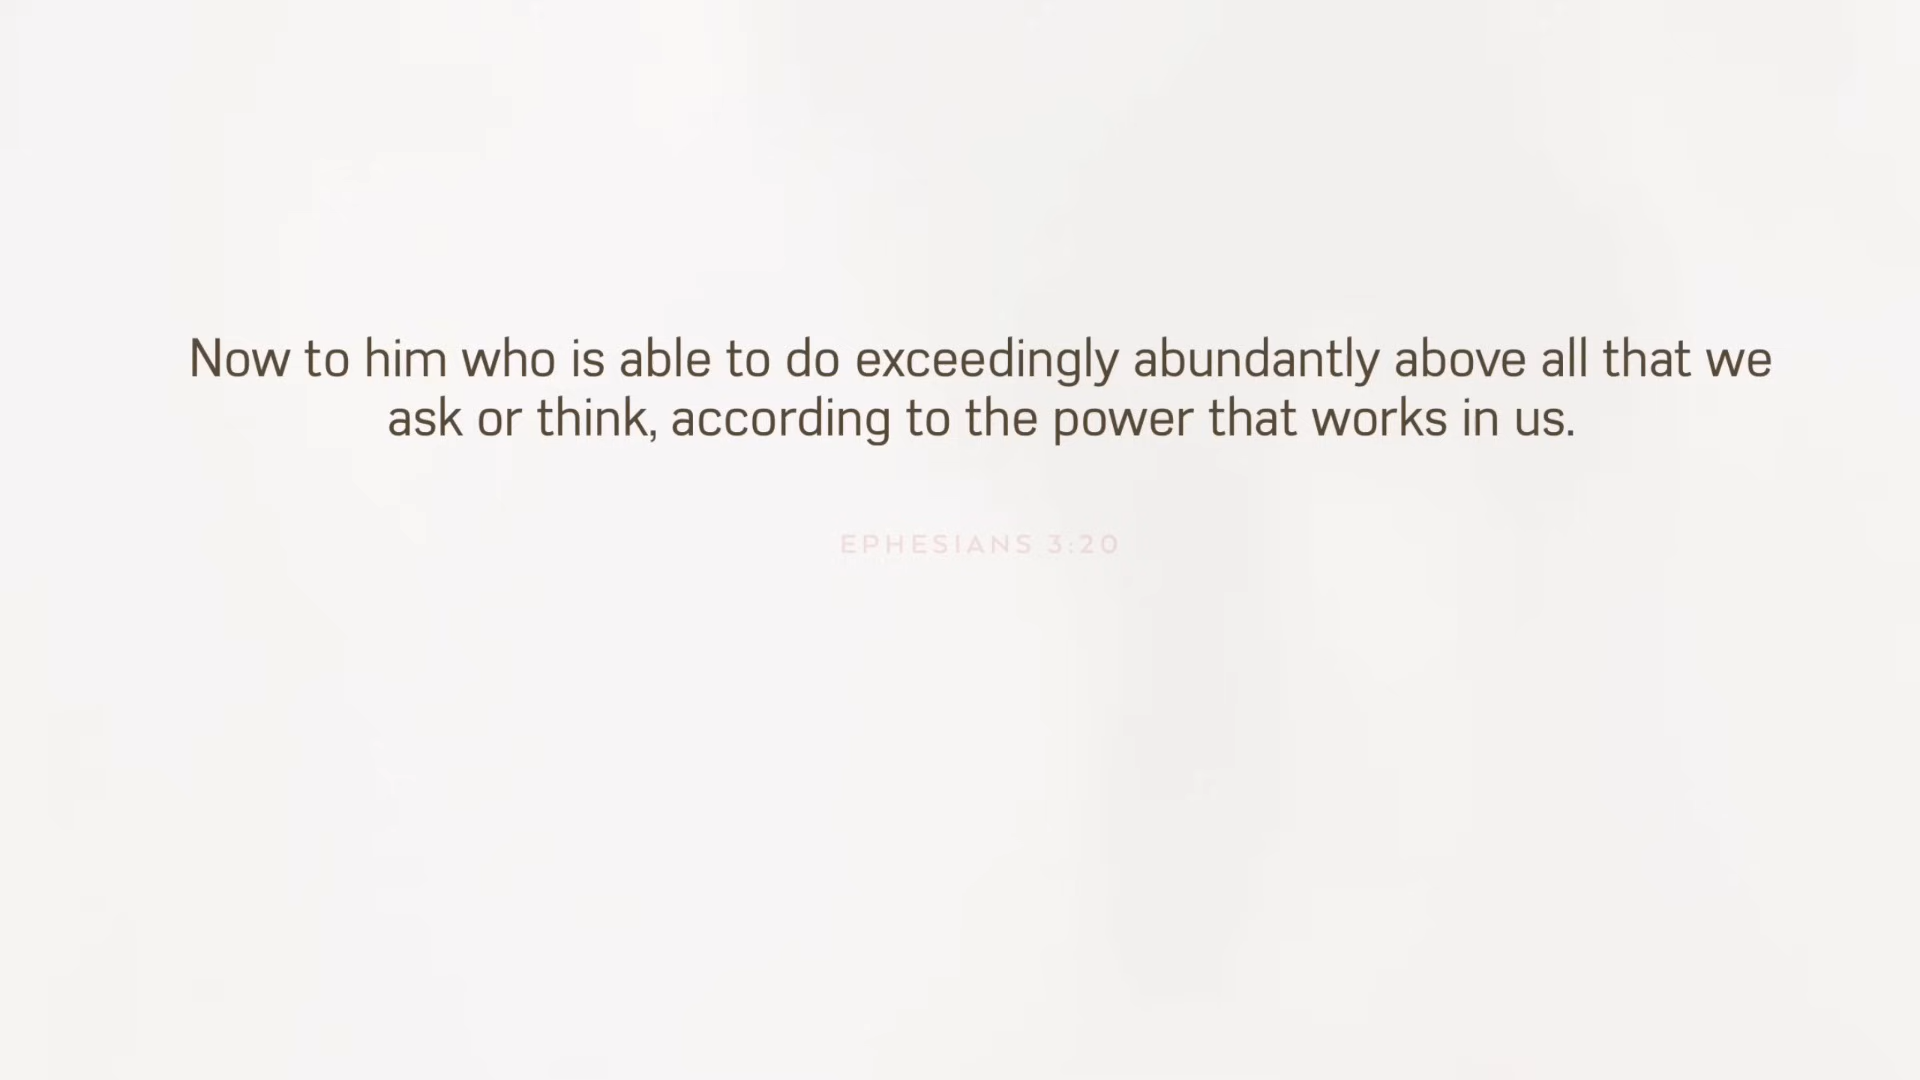 Now to him who is able to do exceedingly abundantly above all that we
ask or think, according to the power that works in us.
EPHESIANS 3:20